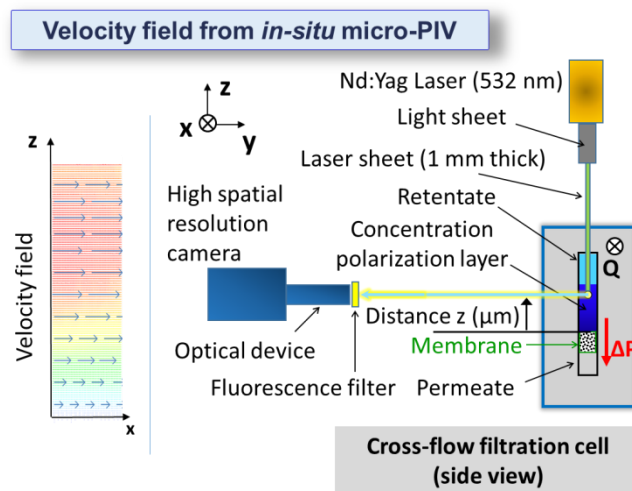 Velocity field from in-situ micro-PIV
z
x
y
Nd:Yag Laser (532 nm)
Light sheet
Laser sheet (1 mm thick)
Retentate
Concentration
polarization layer
High spatial
resolution
camera
Q
Distance z (µm)
Membrane
ΔP
Optical device
Fluorescence filter
Permeate
z
Velocity field
x
Cross-flow filtration cell
(side view)